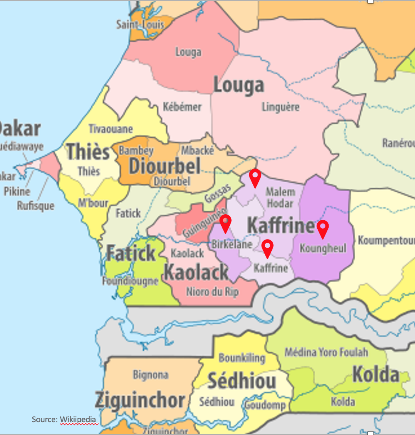 Saint-Louis
Louga
Louga
Kébémer
Linguère
Ranérou
Dakar
Tivaouane
Thiès
Thiès
Bambey
Mbacké
Diourbel
Diourbel
Pikine
Rufisque
M'bour
Gossas
Malem
Hodar
Fatick
Guinguineo
Kaffrine
Birkelane
Koungheul
Koumpentoum
Fatick
Kaolack
Kaffrine
Kaolack
Foundiougne
Nioro du Rip
Médina Yoro Foulah
Bounkiling
Bignona
Sédhiou
Kolda
Ziguinchor
Sédhiou
Goudomp
Kolda
Source: Wikipedia
Ziguinchor